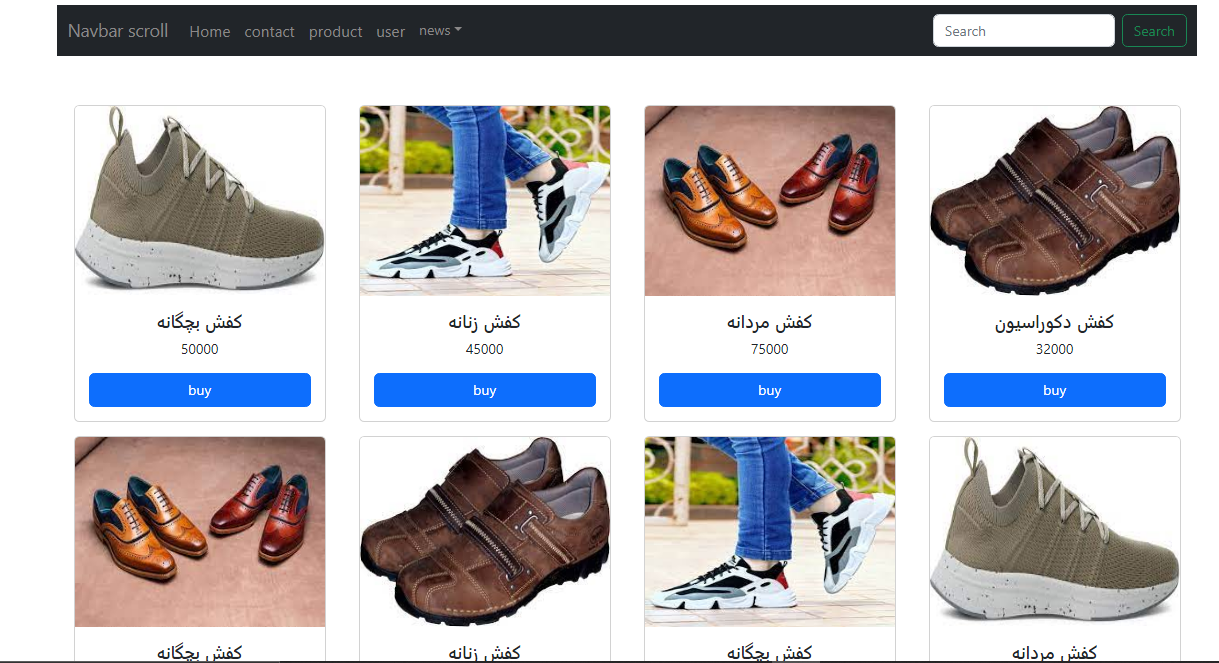 Navbar scroll Home contact product user news Search Search
کفش بچگانه
50000
buy
کفش زنانه
45000
buy
کفش مردانه
75000
buy
کفش دکوراسیون
32000
buy
کفش بچگانه
کفش زنانه
کفش بچگانه
کفش مردانه